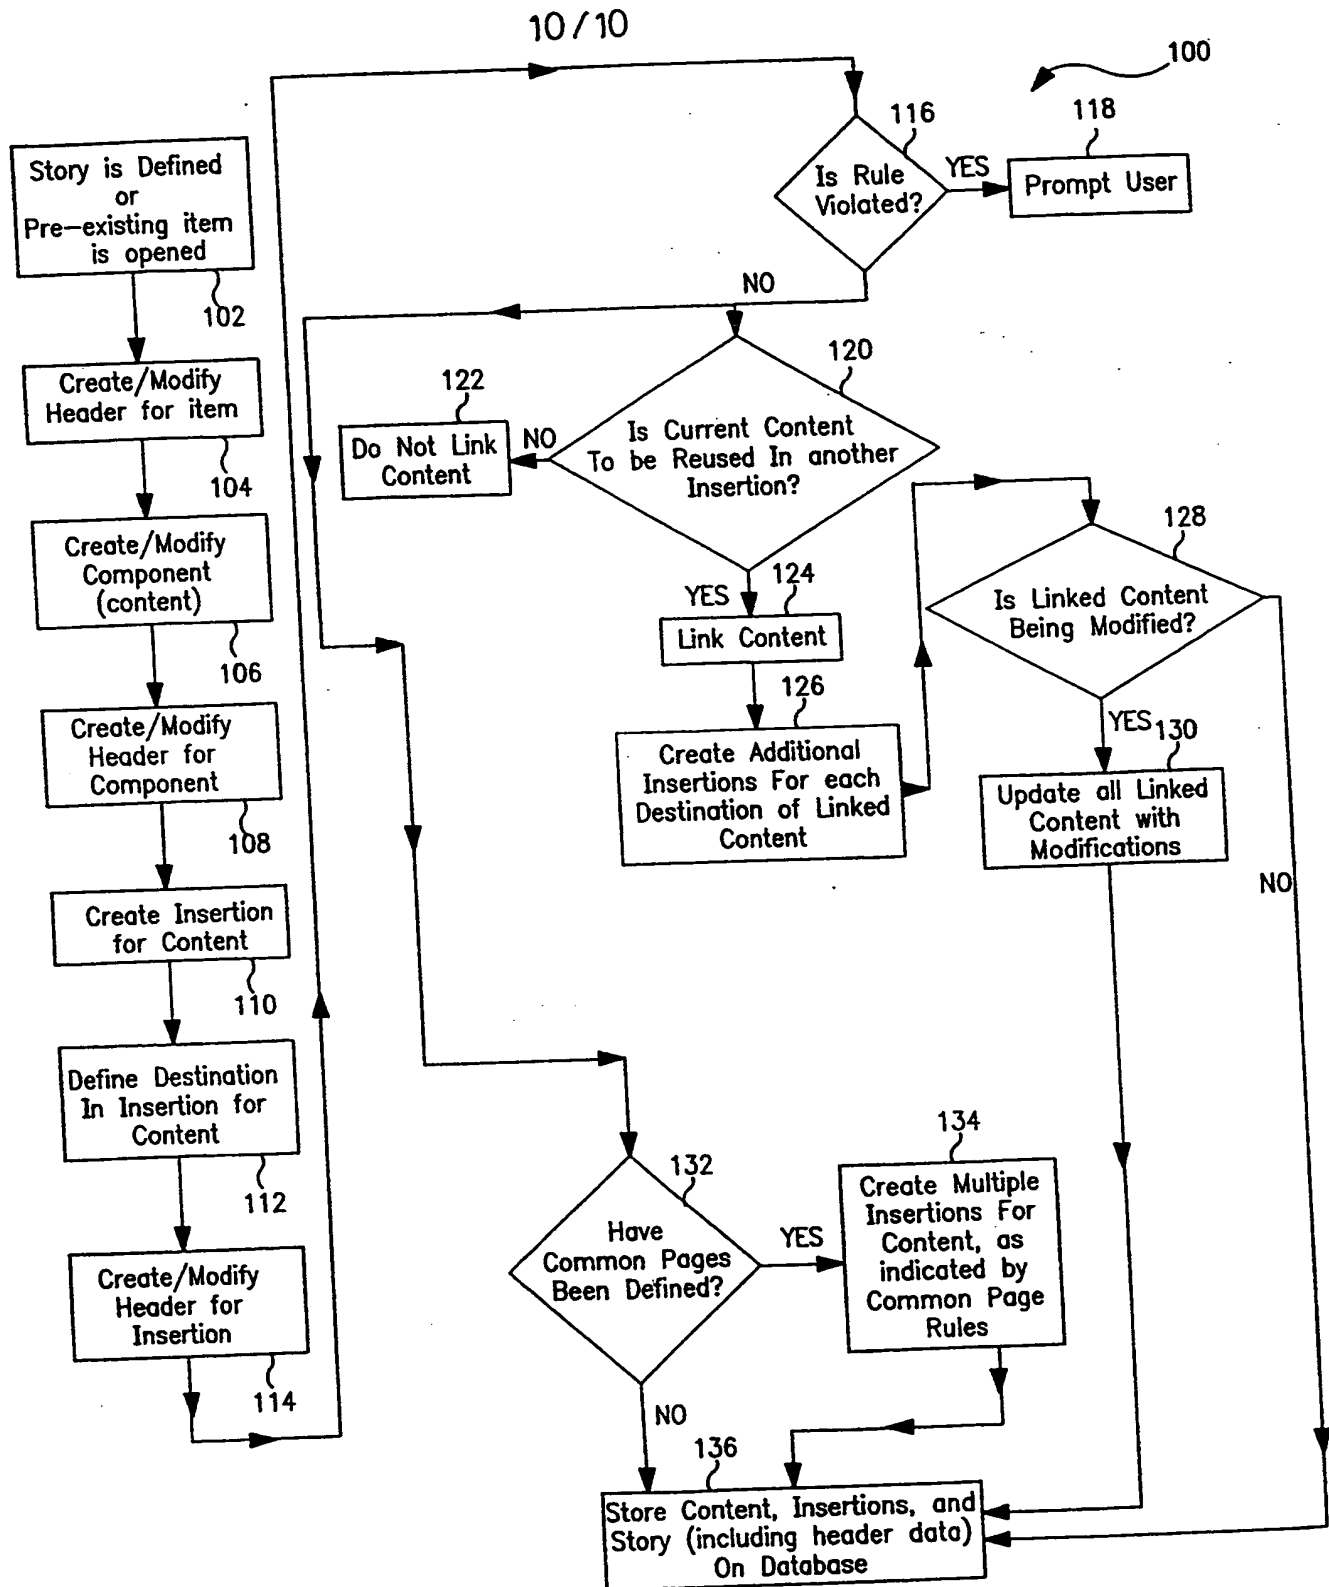 10/10
100
Story is Defined
or
Pre-existing item
is opened
102
Create/Modify
Header for item
104
Create/Modify
Component
(content)
106
Create/Modify
Header for
Component
108
Create Insertion
for Content
110
Define Destination
In Insertion for
Content
112
Create/Modify
Header for
Insertion
114
116
Is Rule
Violated?
YES
118
Prompt User
NO
120
Is Current Content
To be Reused In another
Insertion?
NO
122
Do Not Link
Content
YES
124
Link Content
126
Create Additional
Insertions For each
Destination of Linked
Content
128
Is Linked Content
Being Modified?
YES
130
Update all Linked
Content with
Modifications
NO
132
Have
Common Pages
Been Defined?
YES
134
Create Multiple
Insertions For
Content, as
indicated by
Common Page
Rules
NO
136
Store Content, Insertions, and
Story (including header data)
On Database